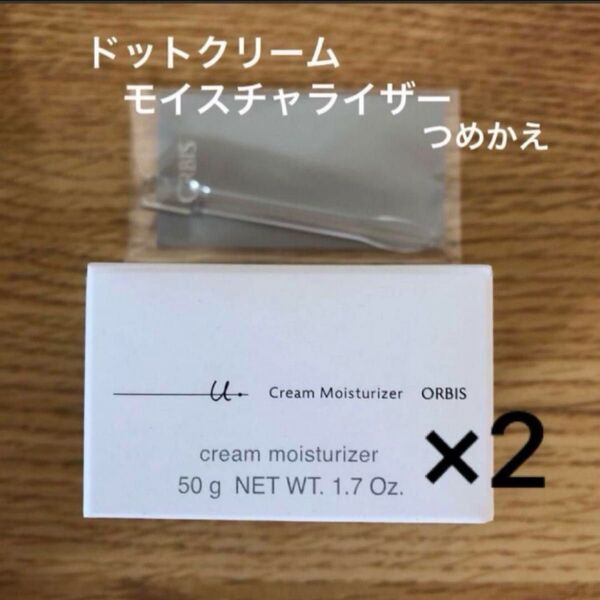 ドットクリーム
モイスチャライザー
つめかえ
ORBIS
u. Cream Moisturizer ORBIS
cream moisturizer
50 g NET WT. 1.7 Oz.
×2